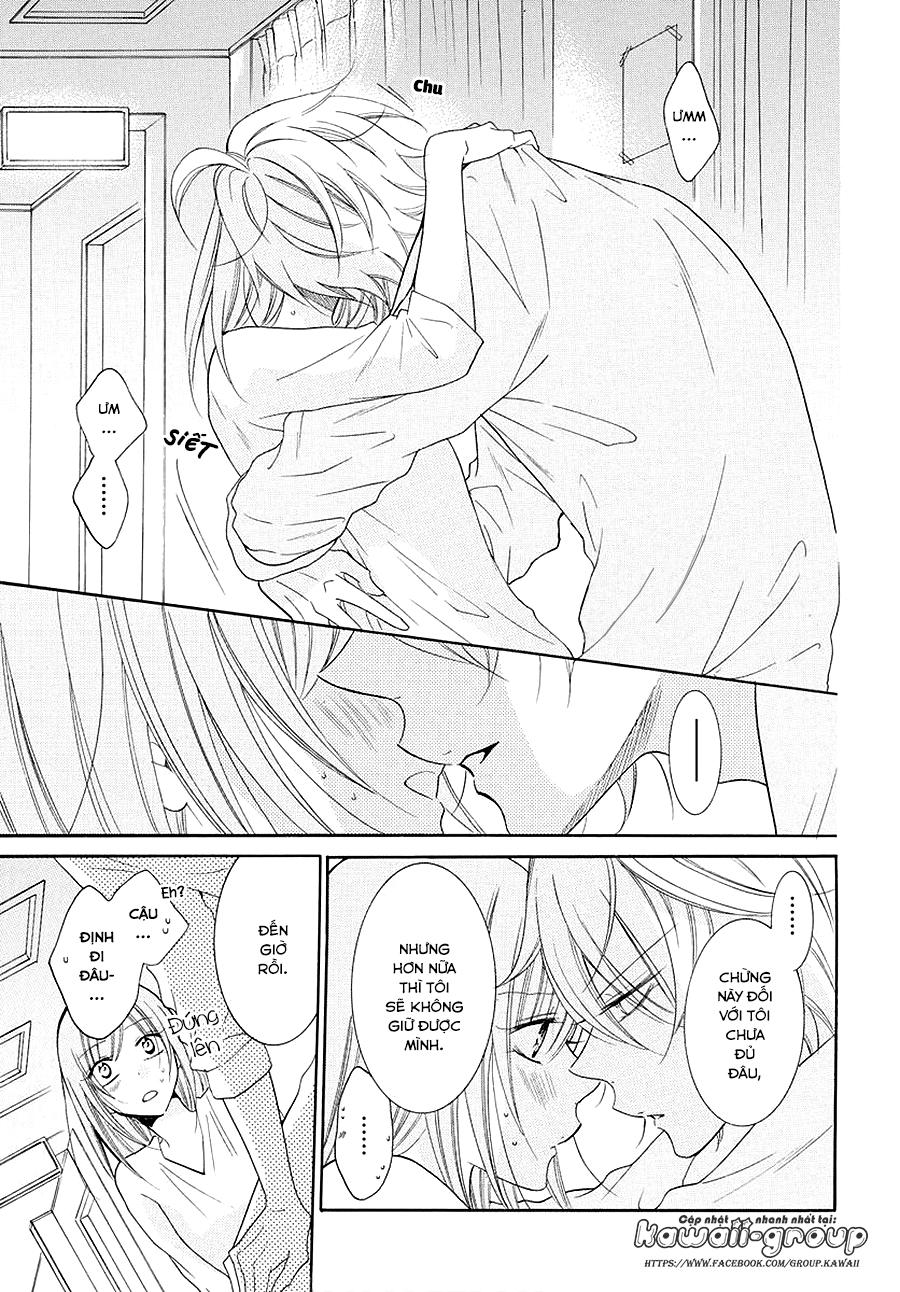 Chu
ƯMM
...
ƯM
...
......
SIẾT
—
......
CHỪNG
NÀY ĐỐI
VỚI TÔI
CHƯA
ĐỦ
ĐÂU,
NHƯNG
HƠN NỮA
THÌ TÔI
SẼ KHÔNG
GIỮ ĐƯỢC
MÌNH.
......
ĐẾN
GIỜ
RỒI.
Đứng
lên
Eh?
CẬU
...
ĐỊNH
ĐI
ĐÂU-
...
Cập nhật nhanh nhất tại:
kawaii-group
HTTPS://WWW.FACEBOOK.COM/GROUP.KAWAII